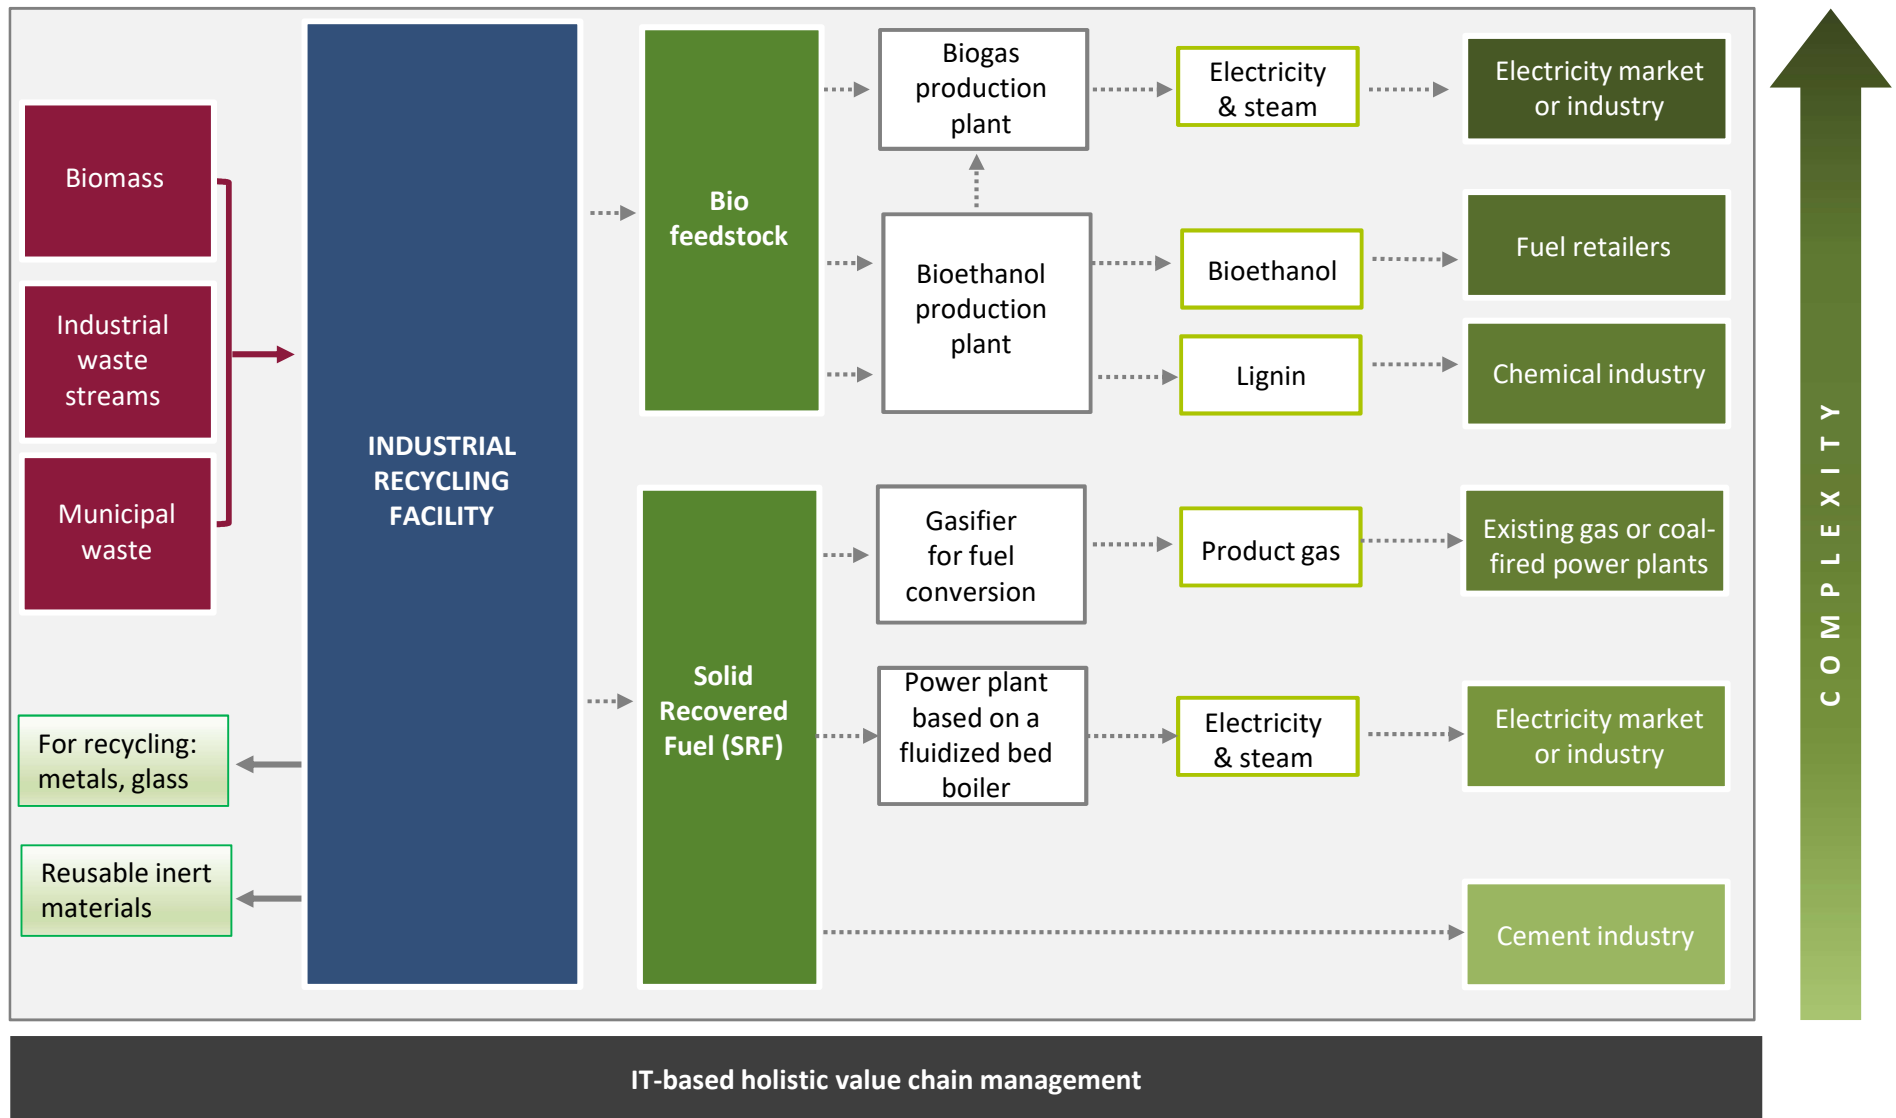 Biomass
Industrial
waste
streams
Municipal
waste
For recycling:
metals, glass
Reusable inert
materials
INDUSTRIAL
RECYCLING
FACILITY
Bio
feedstock
Solid
Recovered
Fuel (SRF)
Biogas
production
plant
Bioethanol
production
plant
Gasifier
for fuel
conversion
Power plant
based on a
fluidized bed
boiler
Electricity
& steam
Bioethanol
Lignin
Product gas
Electricity
& steam
Electricity market
or industry
Fuel retailers
Chemical industry
Existing gas or coal-
fired power plants
Electricity market
or industry
Cement industry
COMPLEXITY
IT-based holistic value chain management